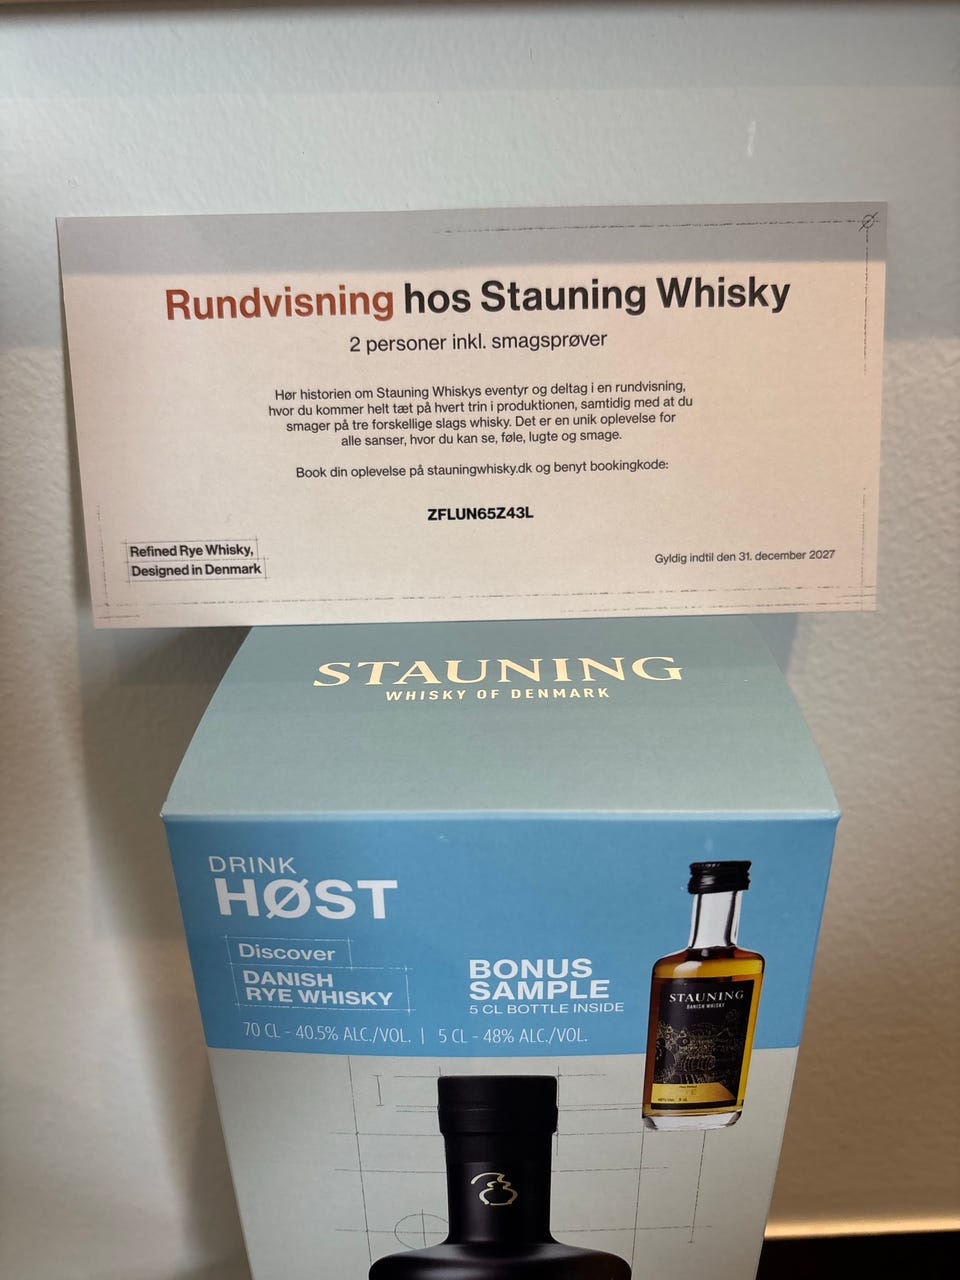 Rundvisning hos Stauning Whisky
2 personer inkl. smagsprøver
Hør historien om Stauning Whiskys eventyr og deltag i en rundvisning,
hvor du kommer helt tæt på hvert trin i produktionen, samtidig med at du
smager på tre forskellige slags whisky. Det er en unik oplevelse for
alle sanser, hvor du kan se, føle, lugte og smage.
Book din oplevelse på stauningwhisky.dk og benyt bookingkode:
ZFLUN65Z43L
Refined Rye Whisky,
Designed in Denmark
Gyldig indtil den 31. december 2027
STAUNING
WHISKY OF DENMARK
DRINK
HØST
Discover
DANISH
RYE WHISKY
70 CL - 40.5% ALC./VOL. | 5 CL - 48% ALC./VOL.
BONUS
SAMPLE
5 CL BOTTLE INSIDE
STAUNING
DANISH WHISKY